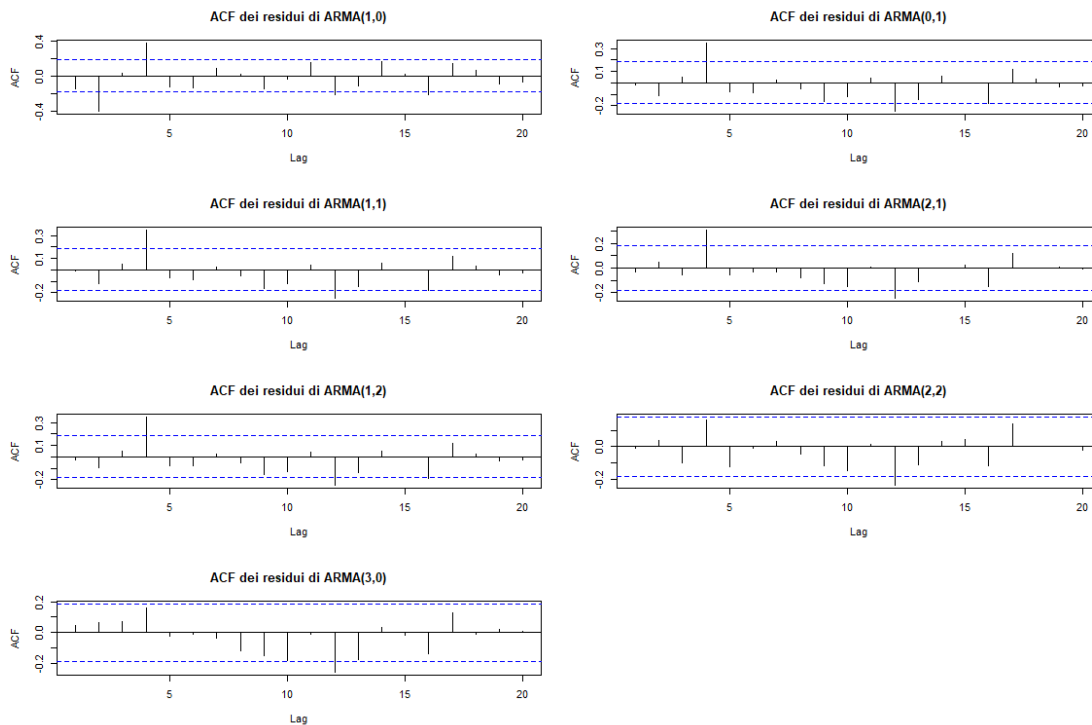 ACF dei residui di ARMA(1,0)
ACF
0.4
0.0
-0.4
5
10
15
20
Lag
ACF dei residui di ARMA(0,1)
ACF
0.3
0.1
-0.2
5
10
15
20
Lag
ACF dei residui di ARMA(1,1)
ACF
0.3
0.1
-0.2
5
10
15
20
Lag
ACF dei residui di ARMA(2,1)
ACF
0.2
0.0
-0.2
5
10
15
20
Lag
ACF dei residui di ARMA(1,2)
ACF
0.3
0.1
-0.2
5
10
15
20
Lag
ACF dei residui di ARMA(2,2)
ACF
0.0
-0.2
5
10
15
20
Lag
ACF dei residui di ARMA(3,0)
ACF
0.2
0.0
-0.2
5
10
15
20
Lag